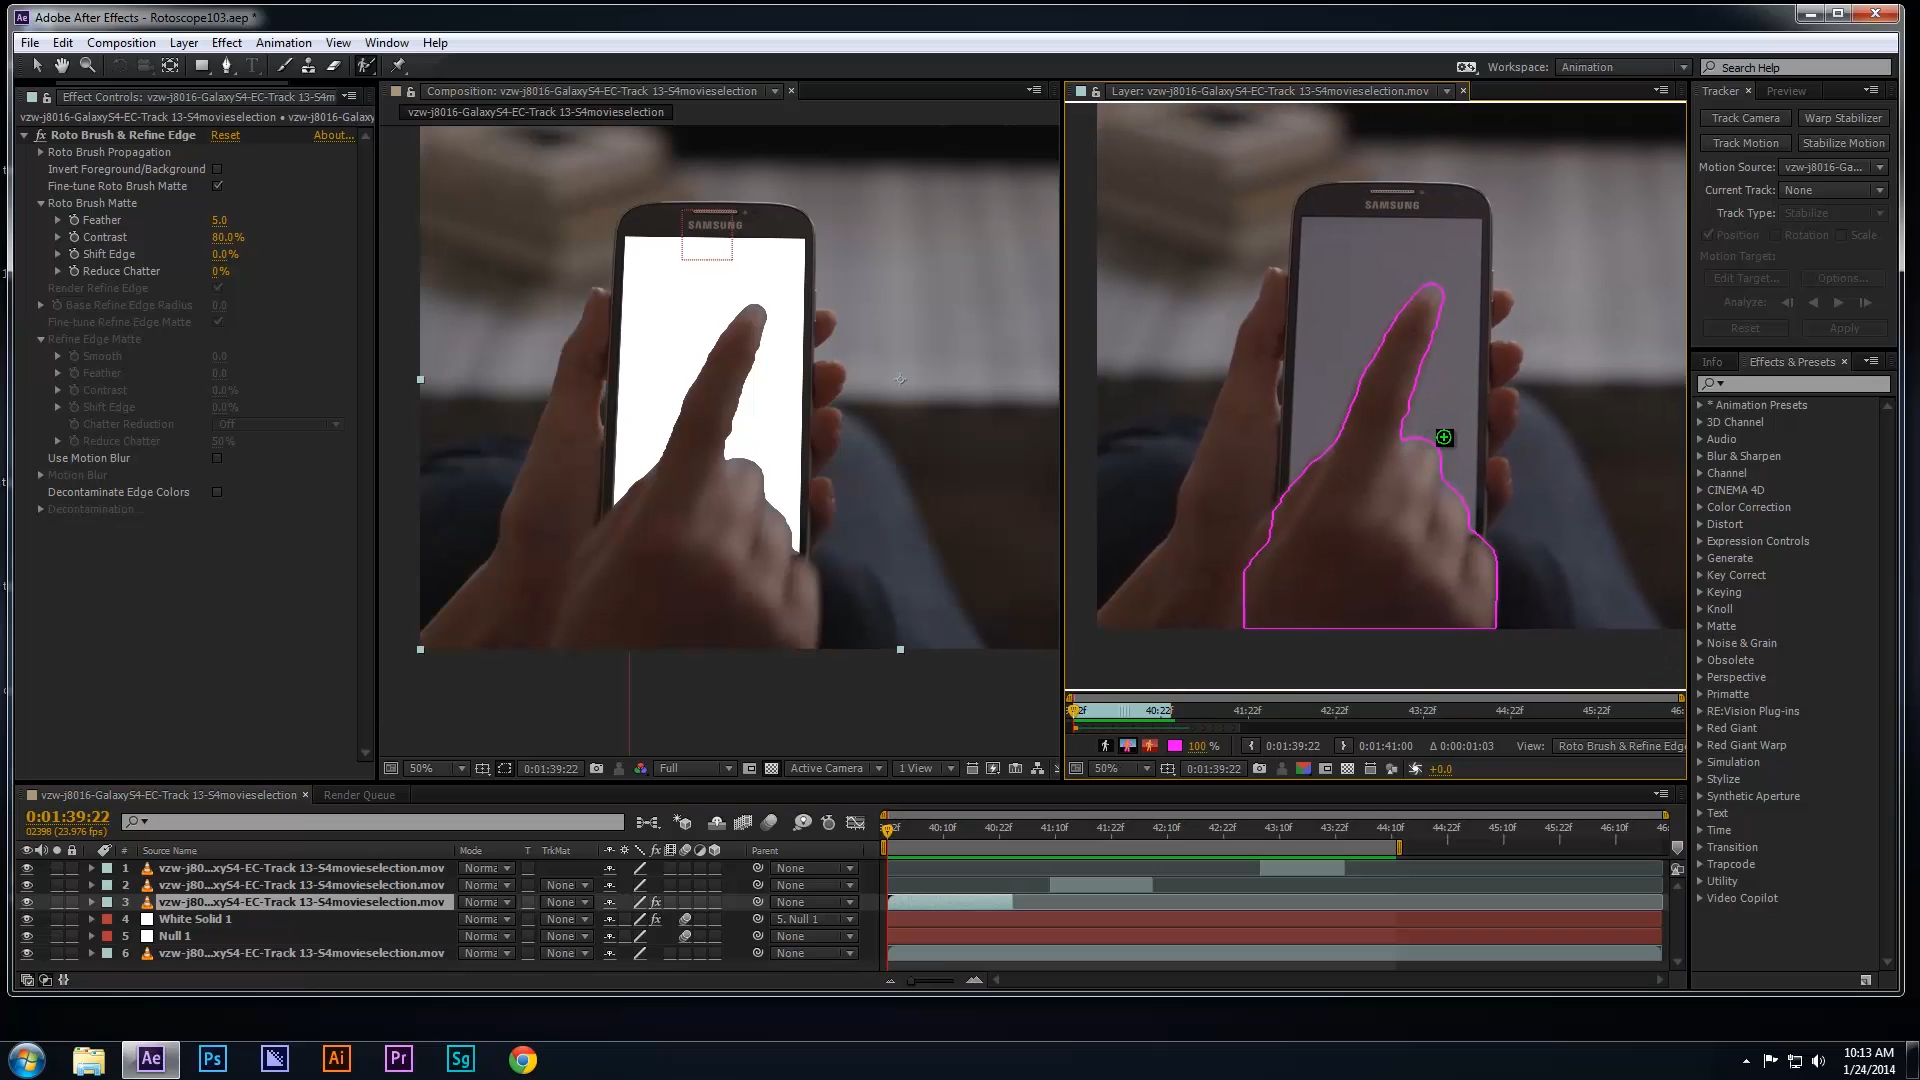 Adobe After Effects - Rotoscope103.aep *
File Edit Composition Layer Effect Animation View Window Help
Workspace: Animation Search Help
Effect Controls: vzw-j8016-GalaxyS4-EC-Track 13-S4m
vzw-j8016-GalaxyS4-EC-Track 13-S4movieselection • vzw-j8016-Galaxy
Roto Brush & Refine Edge Reset About...
Roto Brush Propagation
Invert Foreground/Background
Fine-tune Roto Brush Matte
Roto Brush Matte
Feather 5.0
Contrast 80.0%
Shift Edge 0.0%
Reduce Chatter 0%
Render Refine Edge
Base Refine Edge Radius 0.0
Fine-tune Refine Edge Matte
Refine Edge Matte
Smooth 0.0
Feather 0.0
Contrast 0.0%
Shift Edge 0.0%
Chatter Reduction Off
Reduce Chatter 50%
Use Motion Blur
Motion Blur
Decontaminate Edge Colors
Decontamination...
Composition: vzw-j8016-GalaxyS4-EC-Track 13-S4movieselection
vzw-j8016-GalaxyS4-EC-Track 13-S4movieselection
SAMSUNG
50% 0:01:39:22 Full Active Camera 1 View
Layer: vzw-j8016-GalaxyS4-EC-Track 13-S4movieselection.mov
SAMSUNG
2f 40:22f 41:22f 42:22f 43:22f 44:22f 45:22f 46:
100 % 0:01:39:22 0:01:41:00 Δ 0:00:01:03 View: Roto Brush & Refine Edge
50% 0:01:39:22 +0.0
Tracker Preview
Track Camera Warp Stabilizer
Track Motion Stabilize Motion
Motion Source: vzw-j8016-Ga...
Current Track: None
Track Type: Stabilize
Position Rotation Scale
Motion Target:
Edit Target... Options...
Analyze:
Reset Apply
Info Effects & Presets
* Animation Presets
3D Channel
Audio
Blur & Sharpen
Channel
CINEMA 4D
Color Correction
Distort
Expression Controls
Generate
Key Correct
Keying
Knoll
Matte
Noise & Grain
Obsolete
Perspective
Primatte
RE:Vision Plug-ins
Red Giant
Red Giant Warp
Simulation
Stylize
Synthetic Aperture
Text
Time
Transition
Trapcode
Utility
Video Copilot
vzw-j8016-GalaxyS4-EC-Track 13-S4movieselection Render Queue
0:01:39:22
02398 (23.976 fps)
2f 40:10f 40:22f 41:10f 41:22f 42:10f 42:22f 43:10f 43:22f 44:10f 44:22f 45:10f 45:22f 46:10f 46:
# Source Name Mode T TrkMat Parent
1 vzw-j80...xyS4-EC-Track 13-S4movieselection.mov Norma None
2 vzw-j80...xyS4-EC-Track 13-S4movieselection.mov Norma None None
3 vzw-j80...xyS4-EC-Track 13-S4movieselection.mov Norma None None
4 White Solid 1 Norma None 5. Null 1
5 Null 1 Norma None None
6 vzw-j80...xyS4-EC-Track 13-S4movieselection.mov Norma None None
Ae Ps Ai Pr Sg
10:13 AM
1/24/2014